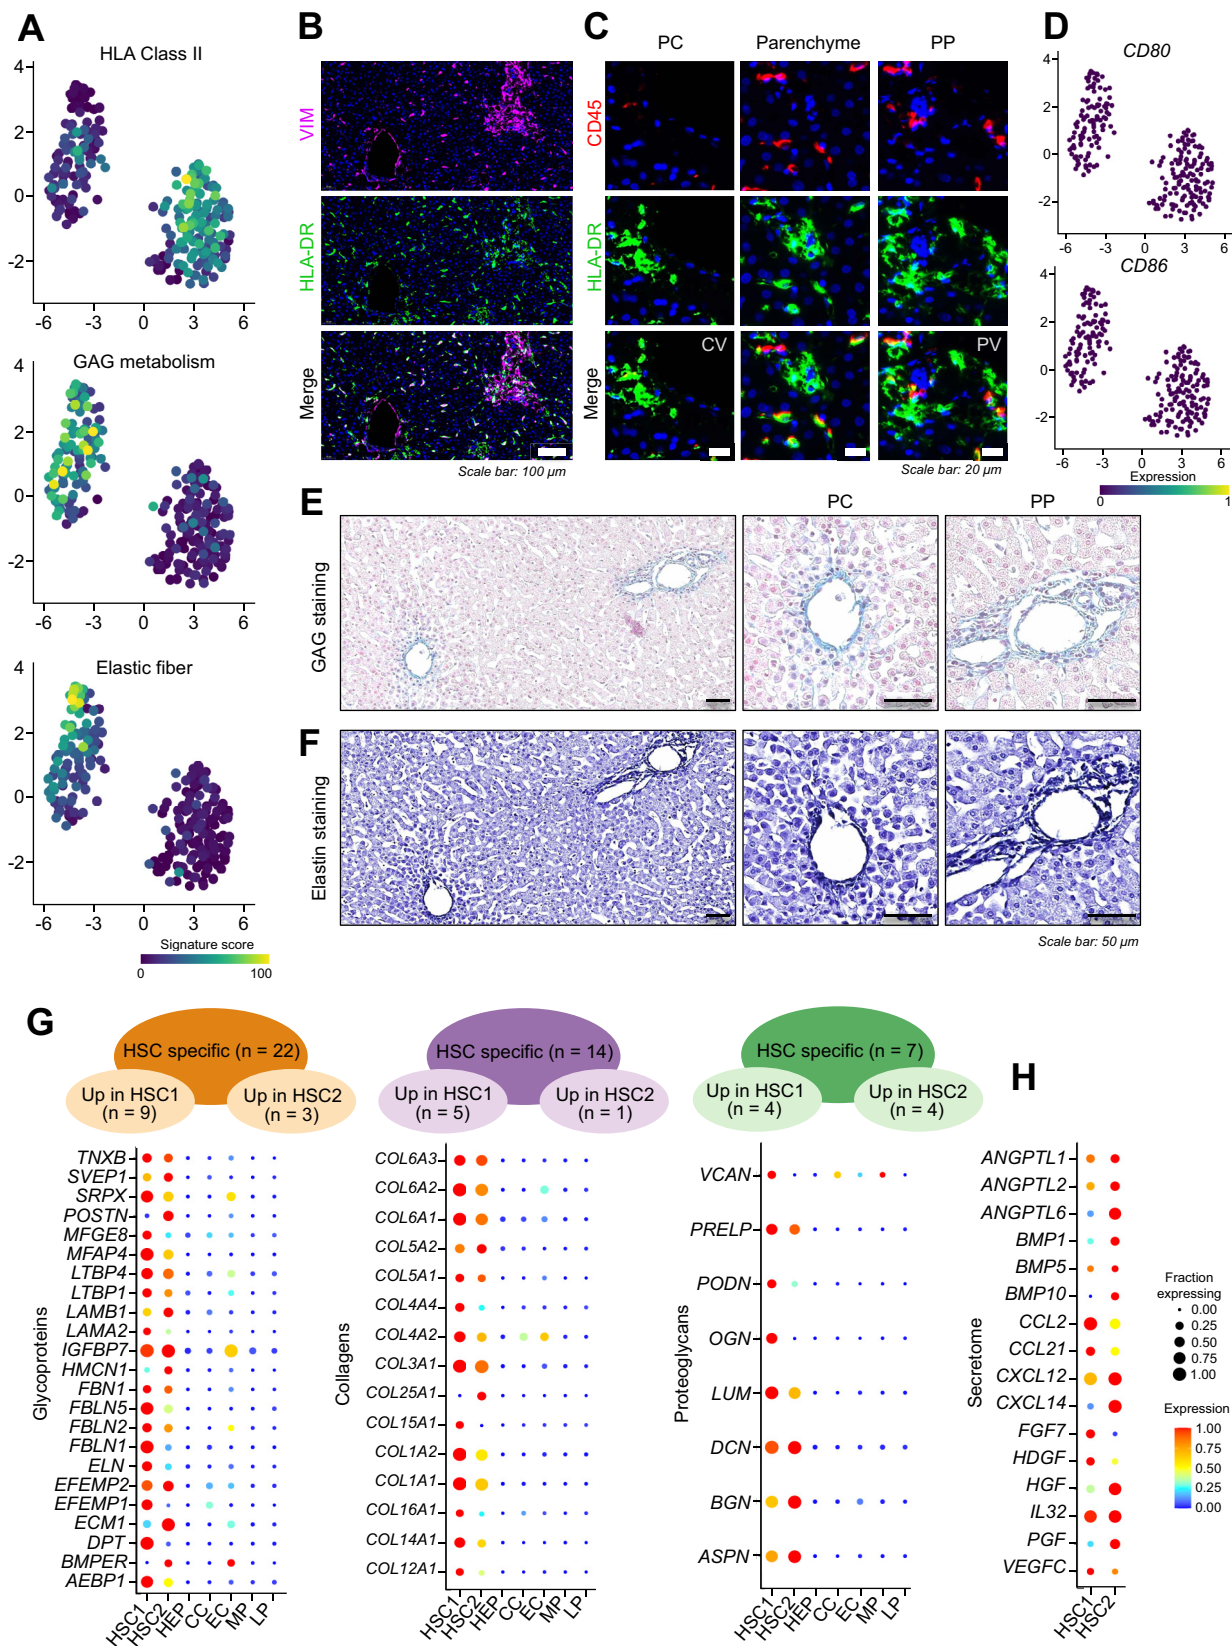 A
HLA Class II
4
2
0
-2
-6 -3 0 3 6
GAG metabolism
4
2
0
-2
-6 -3 0 3 6
Elastic fiber
4
2
0
-2
-6 -3 0 3 6
Signature score
0 100
B
VIM
HLA-DR
Merge
Scale bar: 100 µm
C
PC Parenchyme PP
CD45
HLA-DR
Merge
CV
PV
Scale bar: 20 µm
D
CD80
4
2
0
-2
-6 -3 0 3 6
CD86
4
2
0
-2
-6 -3 0 3 6
Expression
0 1
E
PC PP
GAG staining
F
Elastin staining
Scale bar: 50 µm
G
HSC specific (n = 22)
Up in HSC1
(n = 9)
Up in HSC2
(n = 3)
Glycoproteins
TNXB
SVEP1
SRPX
POSTN
MFGE8
MFAP4
LTBP4
LTBP1
LAMB1
LAMA2
IGFBP7
HMCN1
FBN1
FBLN5
FBLN2
FBLN1
ELN
EFEMP2
EFEMP1
ECM1
DPT
BMPER
AEBP1
HSC1 HSC2 HEP CC EC MP LP
HSC specific (n = 14)
Up in HSC1
(n = 5)
Up in HSC2
(n = 1)
Collagens
COL6A3
COL6A2
COL6A1
COL5A2
COL5A1
COL4A4
COL4A2
COL3A1
COL25A1
COL15A1
COL1A2
COL1A1
COL16A1
COL14A1
COL12A1
HSC1 HSC2 HEP CC EC MP LP
HSC specific (n = 7)
Up in HSC1
(n = 4)
Up in HSC2
(n = 4)
Proteoglycans
VCAN
PRELP
PODN
OGN
LUM
DCN
BGN
ASPN
HSC1 HSC2 HEP CC EC MP LP
H
Secretome
ANGPTL1
ANGPTL2
ANGPTL6
BMP1
BMP5
BMP10
CCL2
CCL21
CXCL12
CXCL14
FGF7
HDGF
HGF
IL32
PGF
VEGFC
HSC1 HSC2
Fraction
expressing
0.00
0.25
0.50
0.75
1.00
Expression
1.00
0.75
0.50
0.25
0.00